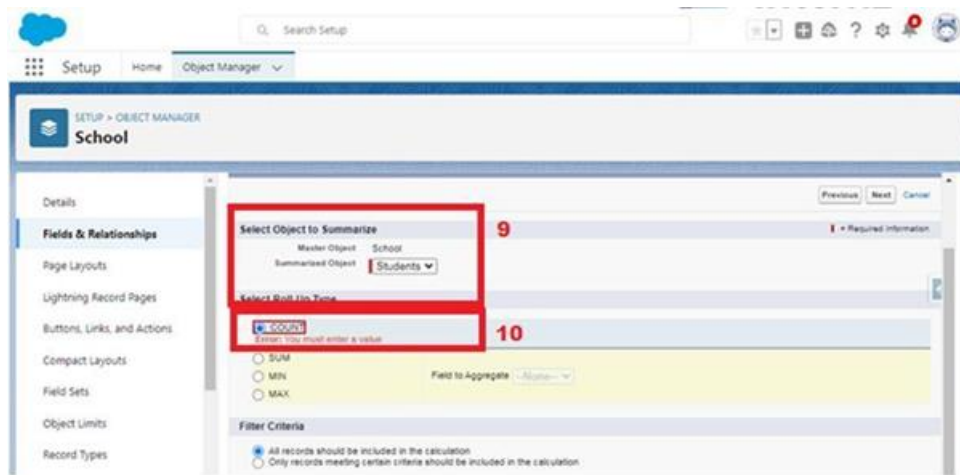 Search Setup
Setup Home Object Manager
SETUP > OBJECT MANAGER
School
Details
Fields & Relationships
Page Layouts
Lightning Record Pages
Buttons, Links, and Actions
Compact Layouts
Field Sets
Object Limits
Record Types
Previous Next Cancel
Select Object to Summarize 9
= Required Information
Master Object School
Summarized Object Students
Select Roll-Up Type
COUNT
Error: You must enter a value
10
SUM
MIN Field to Aggregate --None--
MAX
Filter Criteria
All records should be included in the calculation
Only records meeting certain criteria should be included in the calculation